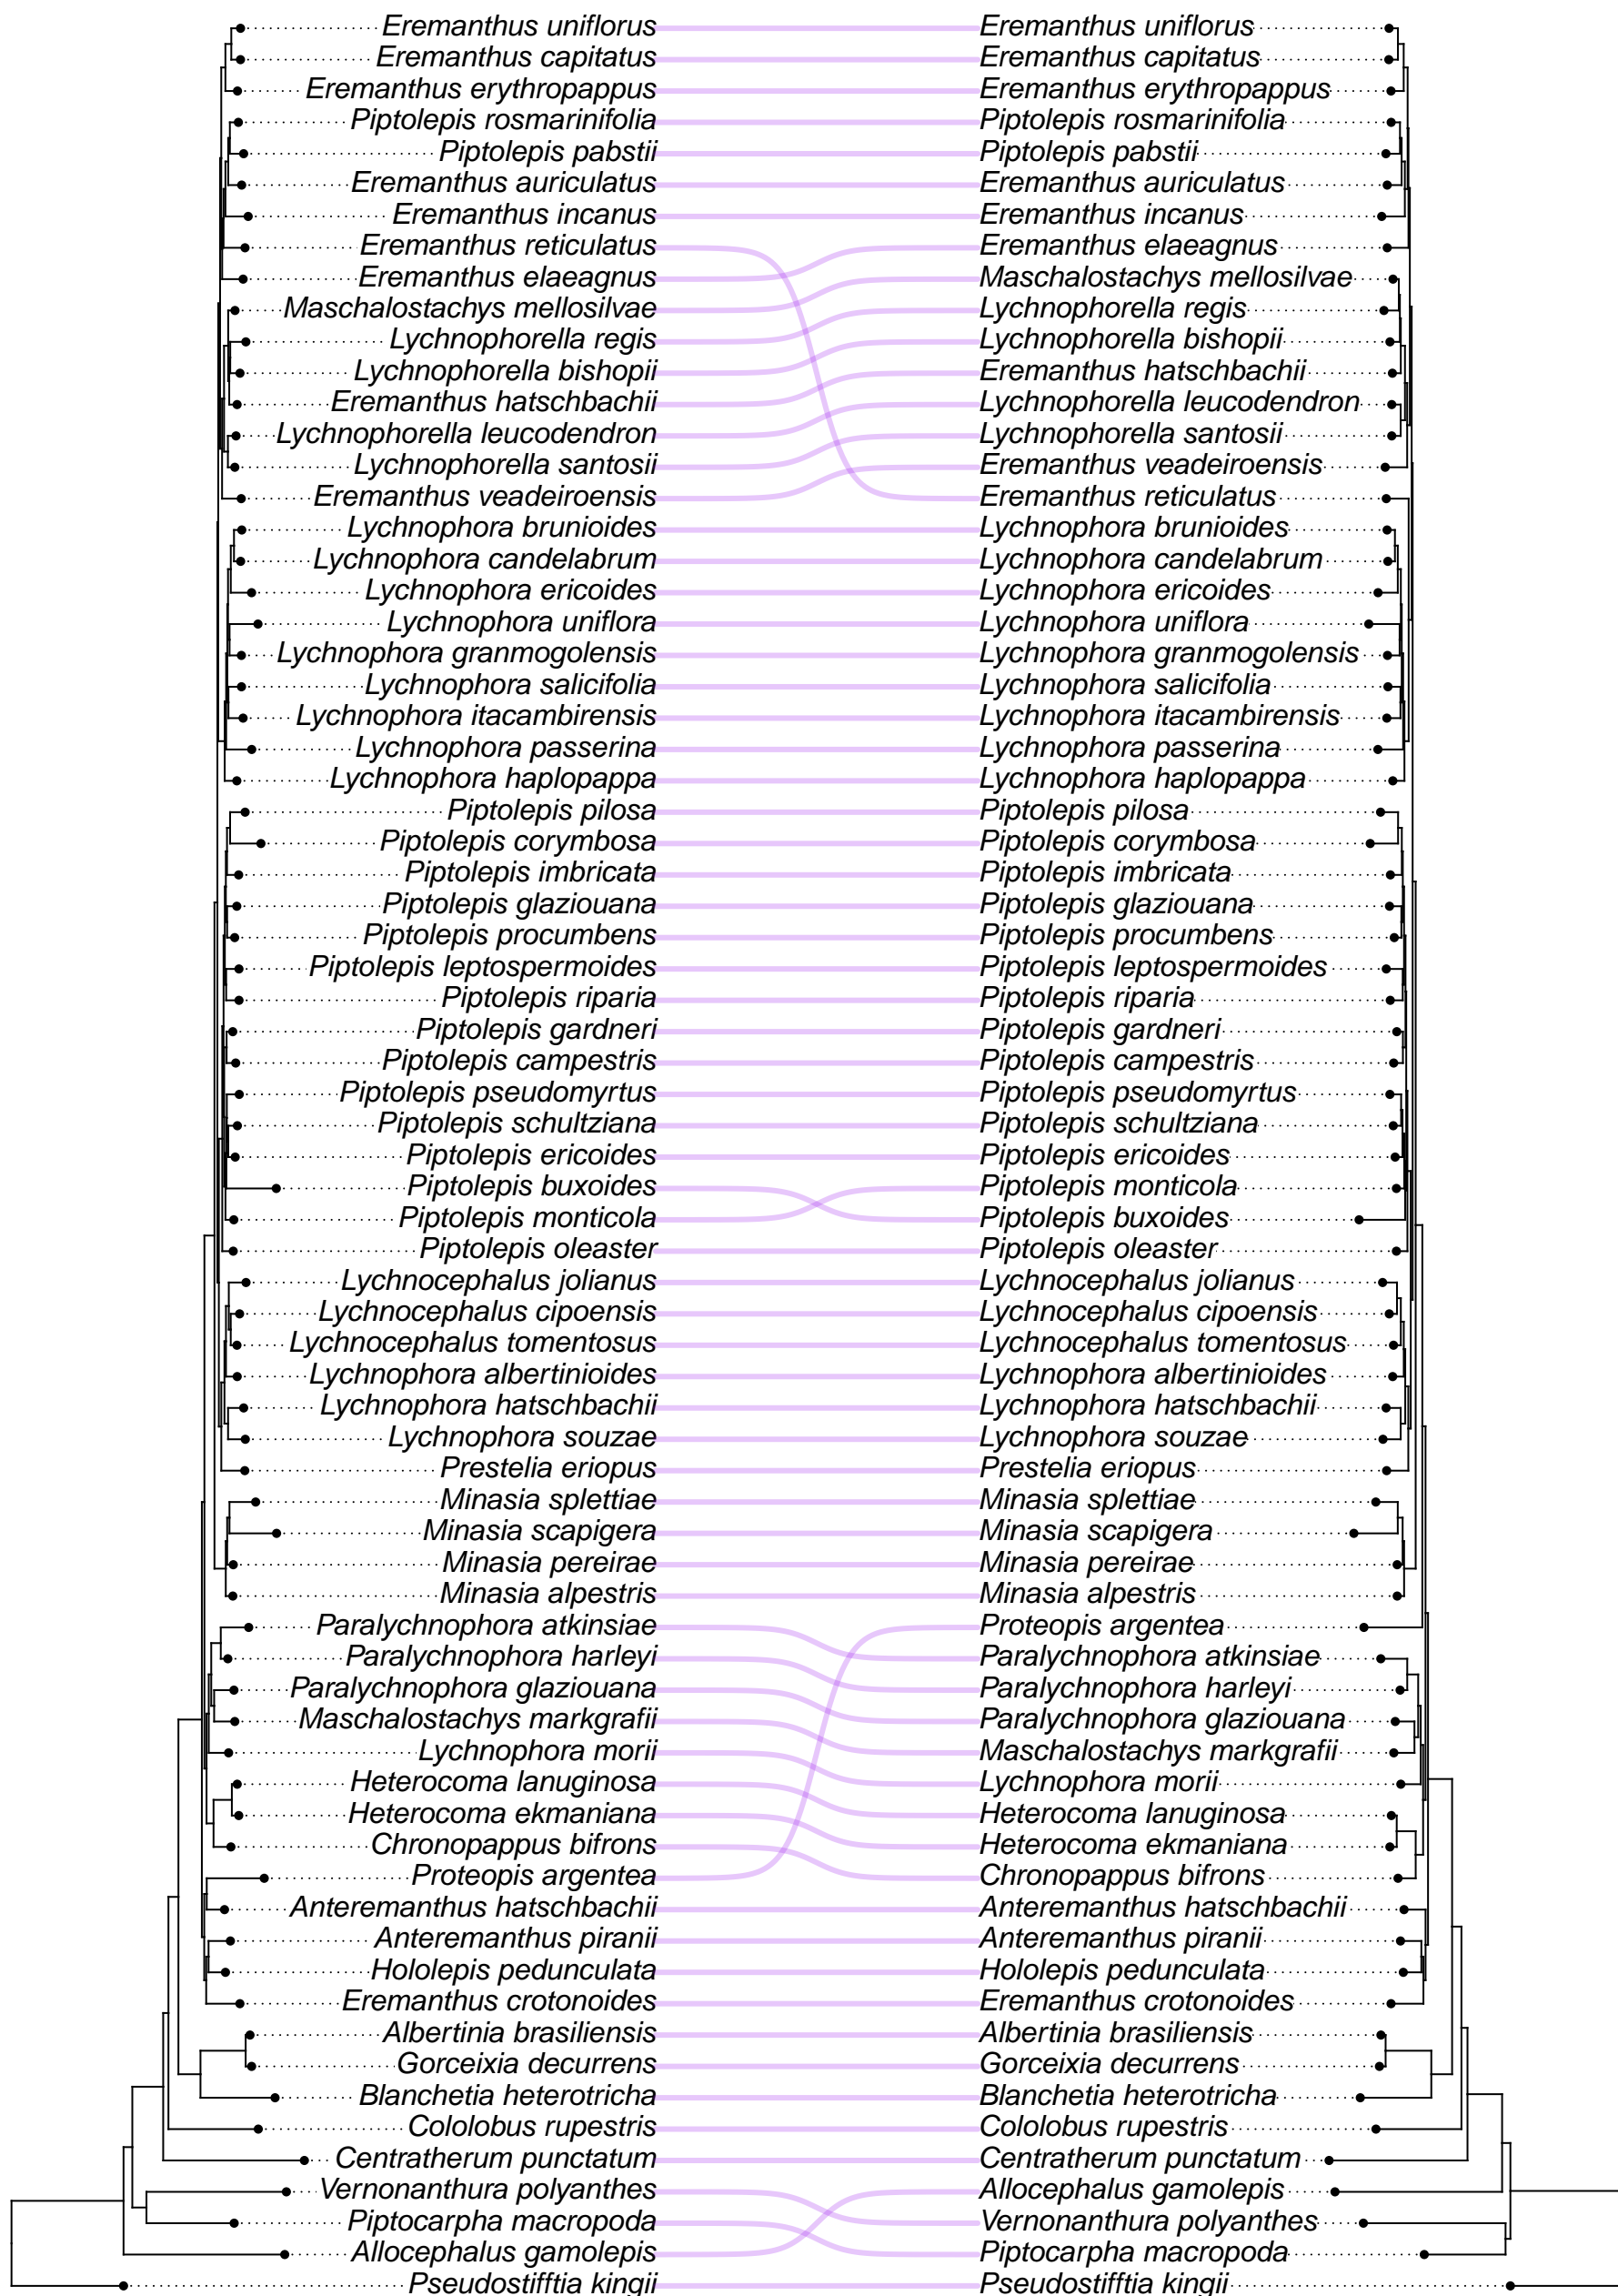 Eremanthus uniflorus Eremanthus uniflorus
Eremanthus capitatus Eremanthus capitatus
Eremanthus erythropappus Eremanthus erythropappus
Piptolepis rosmarinifolia Piptolepis rosmarinifolia
Piptolepis pabstii Piptolepis pabstii
Eremanthus auriculatus Eremanthus auriculatus
Eremanthus incanus Eremanthus incanus
Eremanthus reticulatus Eremanthus elaeagnus
Eremanthus elaeagnus Maschalostachys mellosilvae
Maschalostachys mellosilvae Lychnophorella regis
Lychnophorella regis Lychnophorella bishopii
Lychnophorella bishopii Eremanthus hatschbachii
Eremanthus hatschbachii Lychnophorella leucodendron
Lychnophorella leucodendron Lychnophorella santosii
Lychnophorella santosii Eremanthus veadeiroensis
Eremanthus veadeiroensis Eremanthus reticulatus
Lychnophora brunioides Lychnophora brunioides
Lychnophora candelabrum Lychnophora candelabrum
Lychnophora ericoides Lychnophora ericoides
Lychnophora uniflora Lychnophora uniflora
Lychnophora granmogolensis Lychnophora granmogolensis
Lychnophora salicifolia Lychnophora salicifolia
Lychnophora itacambirensis Lychnophora itacambirensis
Lychnophora passerina Lychnophora passerina
Lychnophora haplopappa Lychnophora haplopappa
Piptolepis pilosa Piptolepis pilosa
Piptolepis corymbosa Piptolepis corymbosa
Piptolepis imbricata Piptolepis imbricata
Piptolepis glaziouana Piptolepis glaziouana
Piptolepis procumbens Piptolepis procumbens
Piptolepis leptospermoides Piptolepis leptospermoides
Piptolepis riparia Piptolepis riparia
Piptolepis gardneri Piptolepis gardneri
Piptolepis campestris Piptolepis campestris
Piptolepis pseudomyrtus Piptolepis pseudomyrtus
Piptolepis schultziana Piptolepis schultziana
Piptolepis ericoides Piptolepis ericoides
Piptolepis buxoides Piptolepis monticola
Piptolepis monticola Piptolepis buxoides
Piptolepis oleaster Piptolepis oleaster
Lychnocephalus jolianus Lychnocephalus jolianus
Lychnocephalus cipoensis Lychnocephalus cipoensis
Lychnocephalus tomentosus Lychnocephalus tomentosus
Lychnophora albertinioides Lychnophora albertinioides
Lychnophora hatschbachii Lychnophora hatschbachii
Lychnophora souzae Lychnophora souzae
Prestelia eriopus Prestelia eriopus
Minasia splettiae Minasia splettiae
Minasia scapigera Minasia scapigera
Minasia pereirae Minasia pereirae
Minasia alpestris Minasia alpestris
Paralychnophora atkinsiae Proteopis argentea
Paralychnophora harleyi Paralychnophora atkinsiae
Paralychnophora glaziouana Paralychnophora harleyi
Maschalostachys markgrafii Paralychnophora glaziouana
Lychnophora morii Maschalostachys markgrafii
Heterocoma lanuginosa Lychnophora morii
Heterocoma ekmaniana Heterocoma lanuginosa
Chronopappus bifrons Heterocoma ekmaniana
Proteopis argentea Chronopappus bifrons
Anteremanthus hatschbachii Anteremanthus hatschbachii
Anteremanthus piranii Anteremanthus piranii
Hololepis pedunculata Hololepis pedunculata
Eremanthus crotonoides Eremanthus crotonoides
Albertinia brasiliensis Albertinia brasiliensis
Gorceixia decurrens Gorceixia decurrens
Blanchetia heterotricha Blanchetia heterotricha
Cololobus rupestris Cololobus rupestris
Centratherum punctatum Centratherum punctatum
Vernonanthura polyanthes Allocephalus gamolepis
Piptocarpha macropoda Vernonanthura polyanthes
Allocephalus gamolepis Piptocarpha macropoda
Pseudostifftia kingii Pseudostifftia kingii